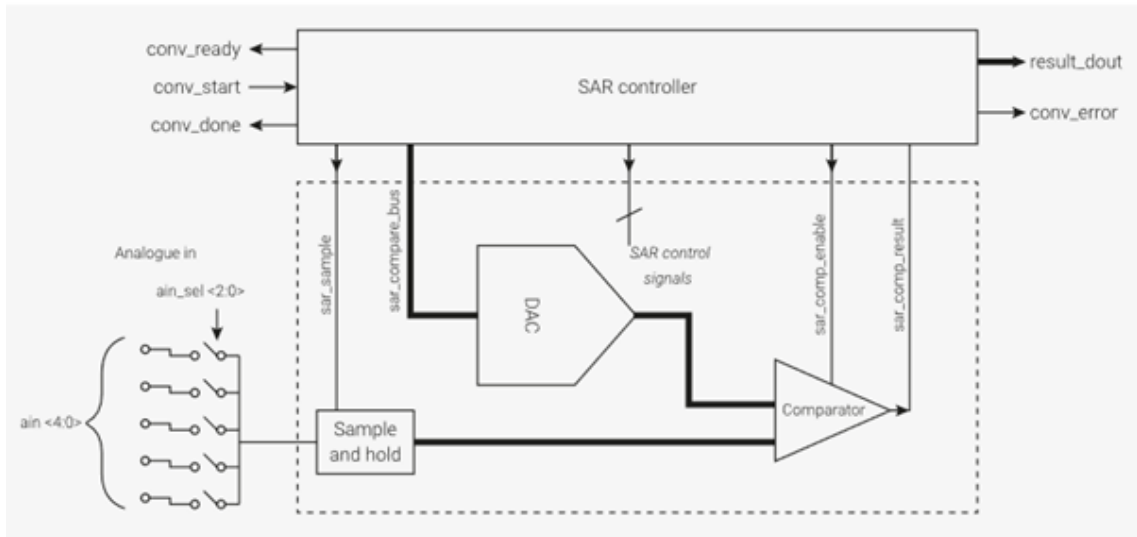 conv_ready
conv_start
conv_done
SAR controller
result_dout
conv_error
sar_sample
sar_compare_bus
SAR control
signals
sar_comp_enable
sar_comp_result
Analogue in
ain_sel <2:0>
DAC
ain <4:0>
Sample
and hold
Comparator